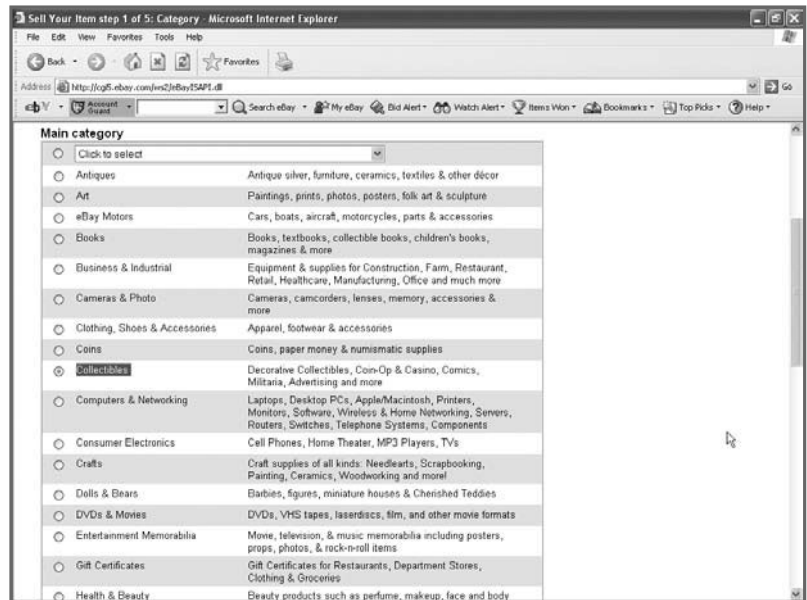 Sell Your Item step 1 of 5: Category - Microsoft Internet Explorer
File Edit View Favorites Tools Help
Back Favorites
Address http://cgi5.ebay.com/ws2/eBayISAPI.dll Go
ebY Account Guard Search eBay My eBay Bid Alert Watch Alert Items Won Bookmarks Top Picks Help
Main category
Click to select
Antiques Antique silver, furniture, ceramics, textiles & other décor
Art Paintings, prints, photos, posters, folk art & sculpture
eBay Motors Cars, boats, aircraft, motorcycles, parts & accessories
Books Books, textbooks, collectible books, children's books,
magazines & more
Business & Industrial Equipment & supplies for Construction, Farm, Restaurant,
Retail, Healthcare, Manufacturing, Office and much more
Cameras & Photo Cameras, camcorders, lenses, memory, accessories &
more
Clothing, Shoes & Accessories Apparel, footwear & accessories
Coins Coins, paper money & numismatic supplies
Collectibles Decorative Collectibles, Coin-Op & Casino, Comics,
Militaria, Advertising and more
Computers & Networking Laptops, Desktop PCs, Apple/Macintosh, Printers,
Monitors, Software, Wireless & Home Networking, Servers,
Routers, Switches, Telephone Systems, Components
Consumer Electronics Cell Phones, Home Theater, MP3 Players, TVs
Crafts Craft supplies of all kinds: Needlearts, Scrapbooking,
Painting, Ceramics, Woodworking and more!
Dolls & Bears Barbies, figures, miniature houses & Cherished Teddies
DVDs & Movies DVDs, VHS tapes, laserdiscs, film, and other movie formats
Entertainment Memorabilia Movie, television, & music memorabilia including posters,
props, photos, & rock-n-roll items
Gift Certificates Gift Certificates for Restaurants, Department Stores,
Clothing & Groceries
Health & Beauty Beauty products such as perfume, makeup, face and body